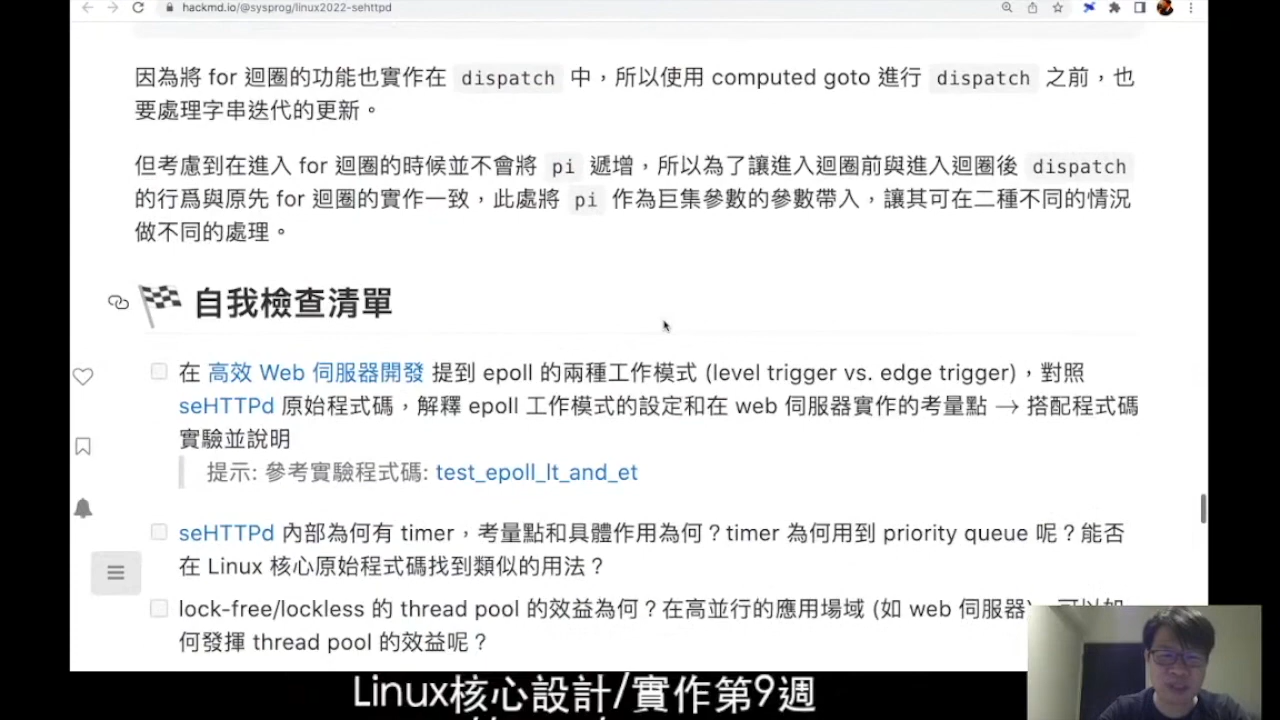 hackmd.io/@sysprog/linux2022-sehttpd
因為將 for 迴圈的功能也實作在 dispatch 中，所以使用 computed goto 進行 dispatch 之前，也
要處理字串迭代的更新。
但考慮到在進入 for 迴圈的時候並不會將 pi 遞增，所以為了讓進入迴圈前與進入迴圈後 dispatch
的行爲與原先 for 迴圈的實作一致，此處將 pi 作為巨集參數的參數帶入，讓其可在二種不同的情況
做不同的處理。
自我檢查清單
在 高效 Web 伺服器開發 提到 epoll 的兩種工作模式 (level trigger vs. edge trigger)，對照
seHTTPd 原始程式碼，解釋 epoll 工作模式的設定和在 web 伺服器實作的考量點 → 搭配程式碼
實驗並說明
提示: 參考實驗程式碼: test_epoll_lt_and_et
seHTTPd 內部為何有 timer，考量點和具體作用為何？timer 為何用到 priority queue 呢？能否
在 Linux 核心原始程式碼找到類似的用法？
lock-free/lockless 的 thread pool 的效益為何？在高並行的應用場域 (如 web 伺服器)
何發揮 thread pool 的效益呢？
Linux核心設計/實作第9週